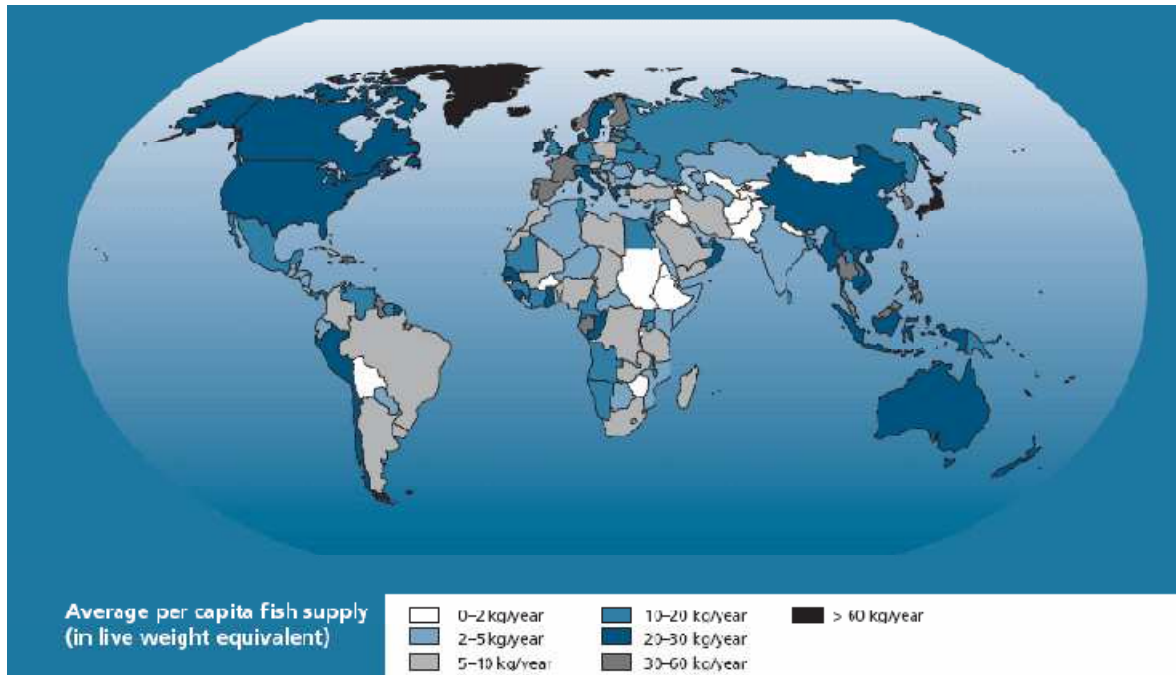 Average per capita fish supply
(in live weight equivalent)
0–2 kg/year
2–5 kg/year
5–10 kg/year
10–20 kg/year
20–30 kg/year
30–60 kg/year
> 60 kg/year